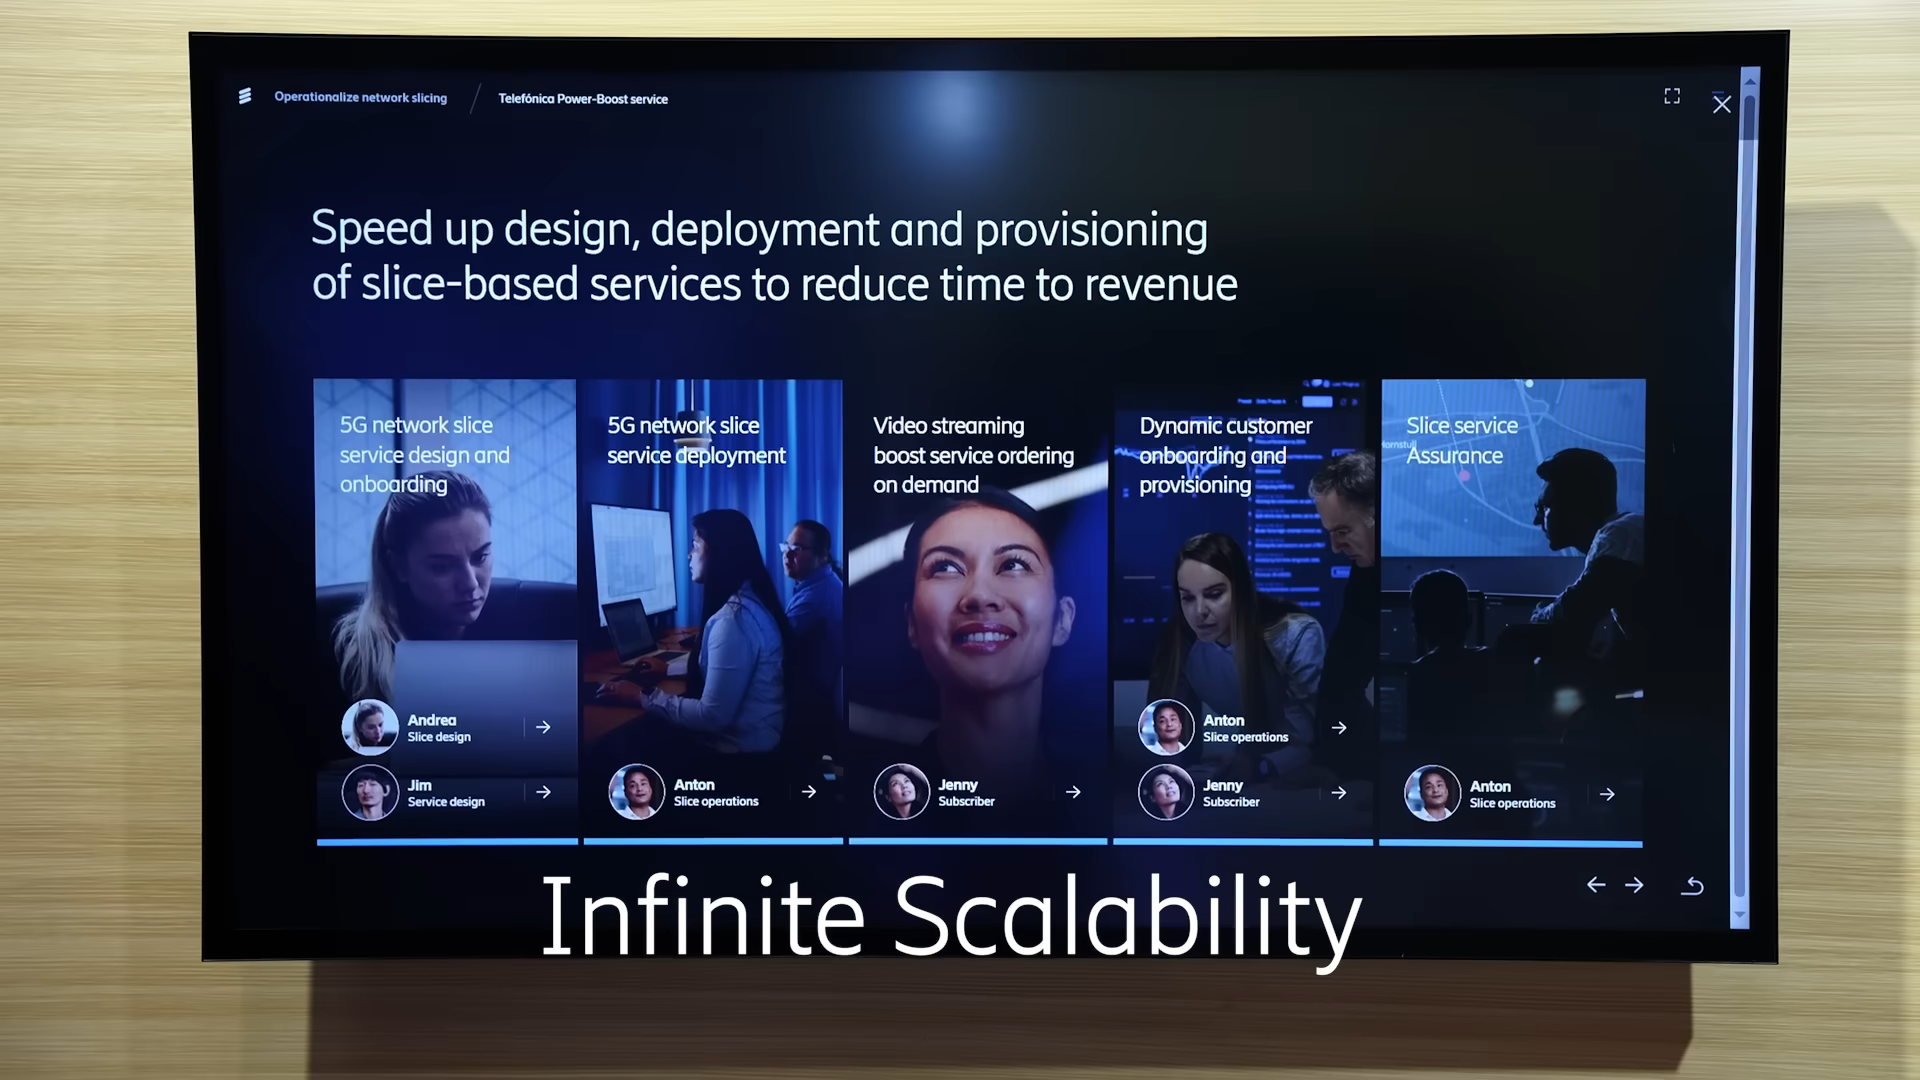 Operationalize network slicing
Telefónica Power-Boost service
Speed up design, deployment and provisioning
of slice-based services to reduce time to revenue
5G network slice
service design and
onboarding
Andrea
Slice design
Jim
Service design
5G network slice
service deployment
Anton
Slice operations
Video streaming
boost service ordering
on demand
Jenny
Subscriber
Dynamic customer
onboarding and
provisioning
Anton
Slice operations
Jenny
Subscriber
Slice service
Assurance
Anton
Slice operations
Infinite Scalability